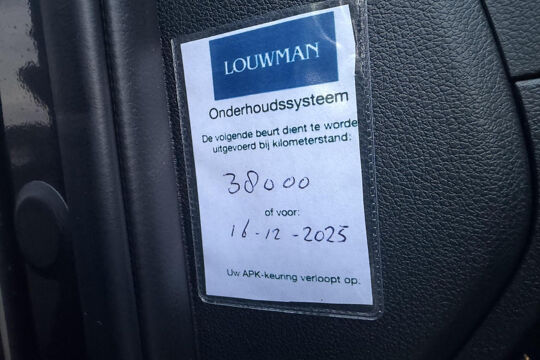 LOUWMAN
Onderhoudssysteem
De volgende beurt dient te worde
uitgevoerd bij kilometerstand:
38000
of voor:
16-12-2025
Uw APK-keuring verloopt op: